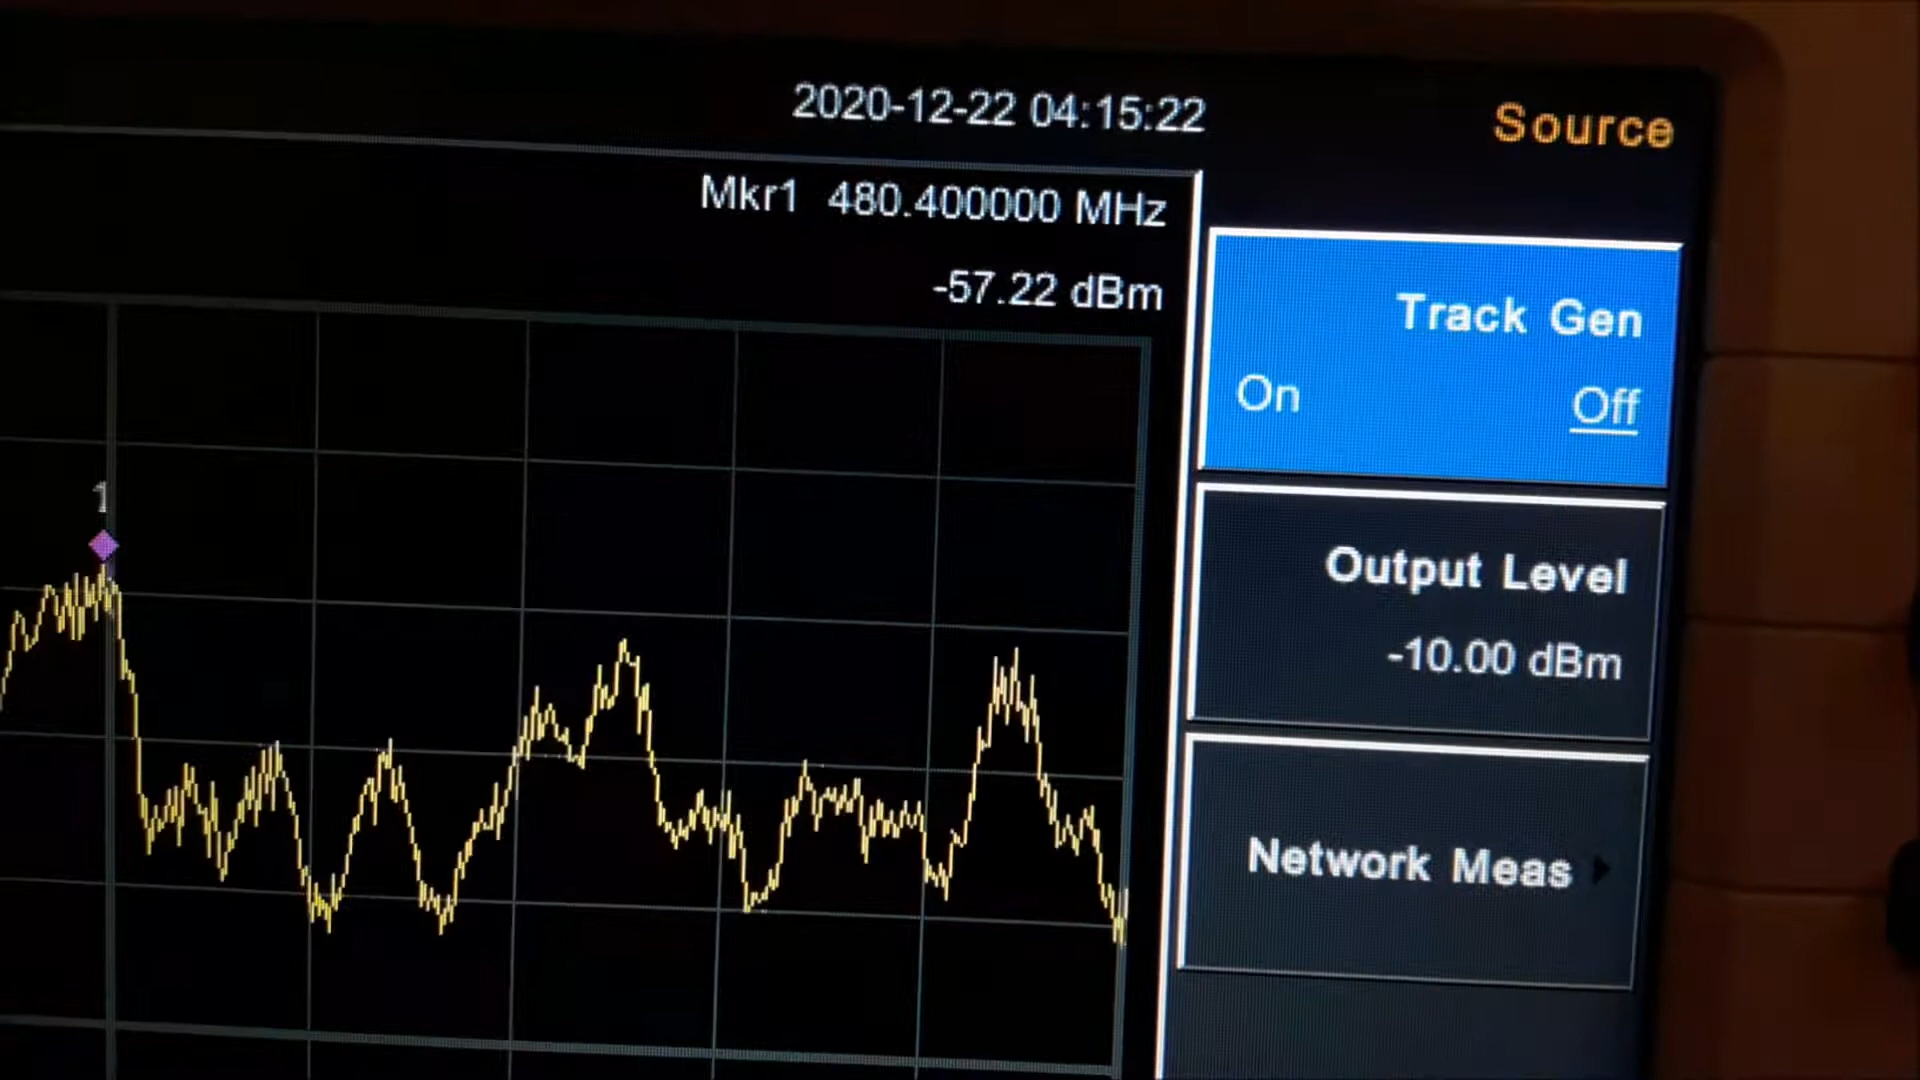 2020-12-22 04:15:22
Source
Mkr1 480.400000 MHz
-57.22 dBm
Track Gen
On Off
1
Output Level
-10.00 dBm
Network Meas